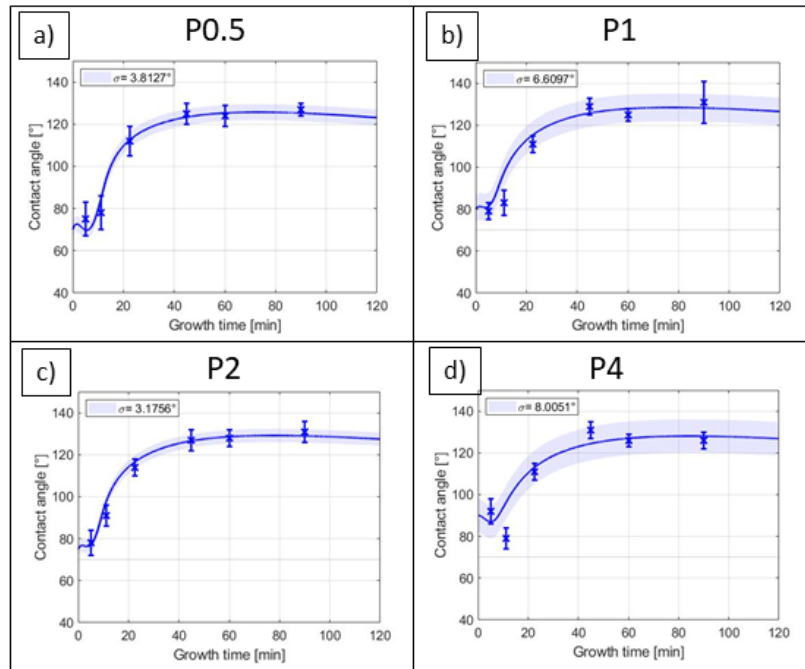 a)
P0.5
σ= 3.8127°
140
120
100
80
60
40
Contact angle [°]
0 20 40 60 80 100 120
Growth time [min]
b)
P1
σ= 6.6097°
140
120
100
80
60
40
Contact angle [°]
0 20 40 60 80 100 120
Growth time [min]
c)
P2
σ= 3.1756°
140
120
100
80
60
40
Contact angle [°]
0 20 40 60 80 100 120
Growth time [min]
d)
P4
σ= 8.0051°
140
120
100
80
60
40
Contact angle [°]
0 20 40 60 80 100 120
Growth time [min]